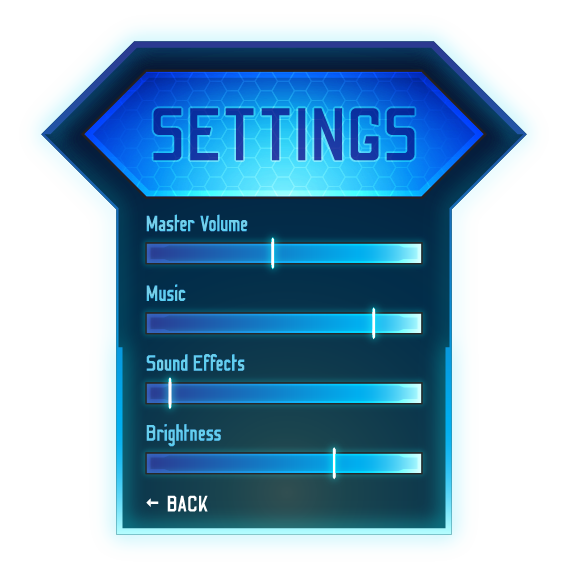 SETTINGS
Master Volume
Music
Sound Effects
Brightness
← BACK